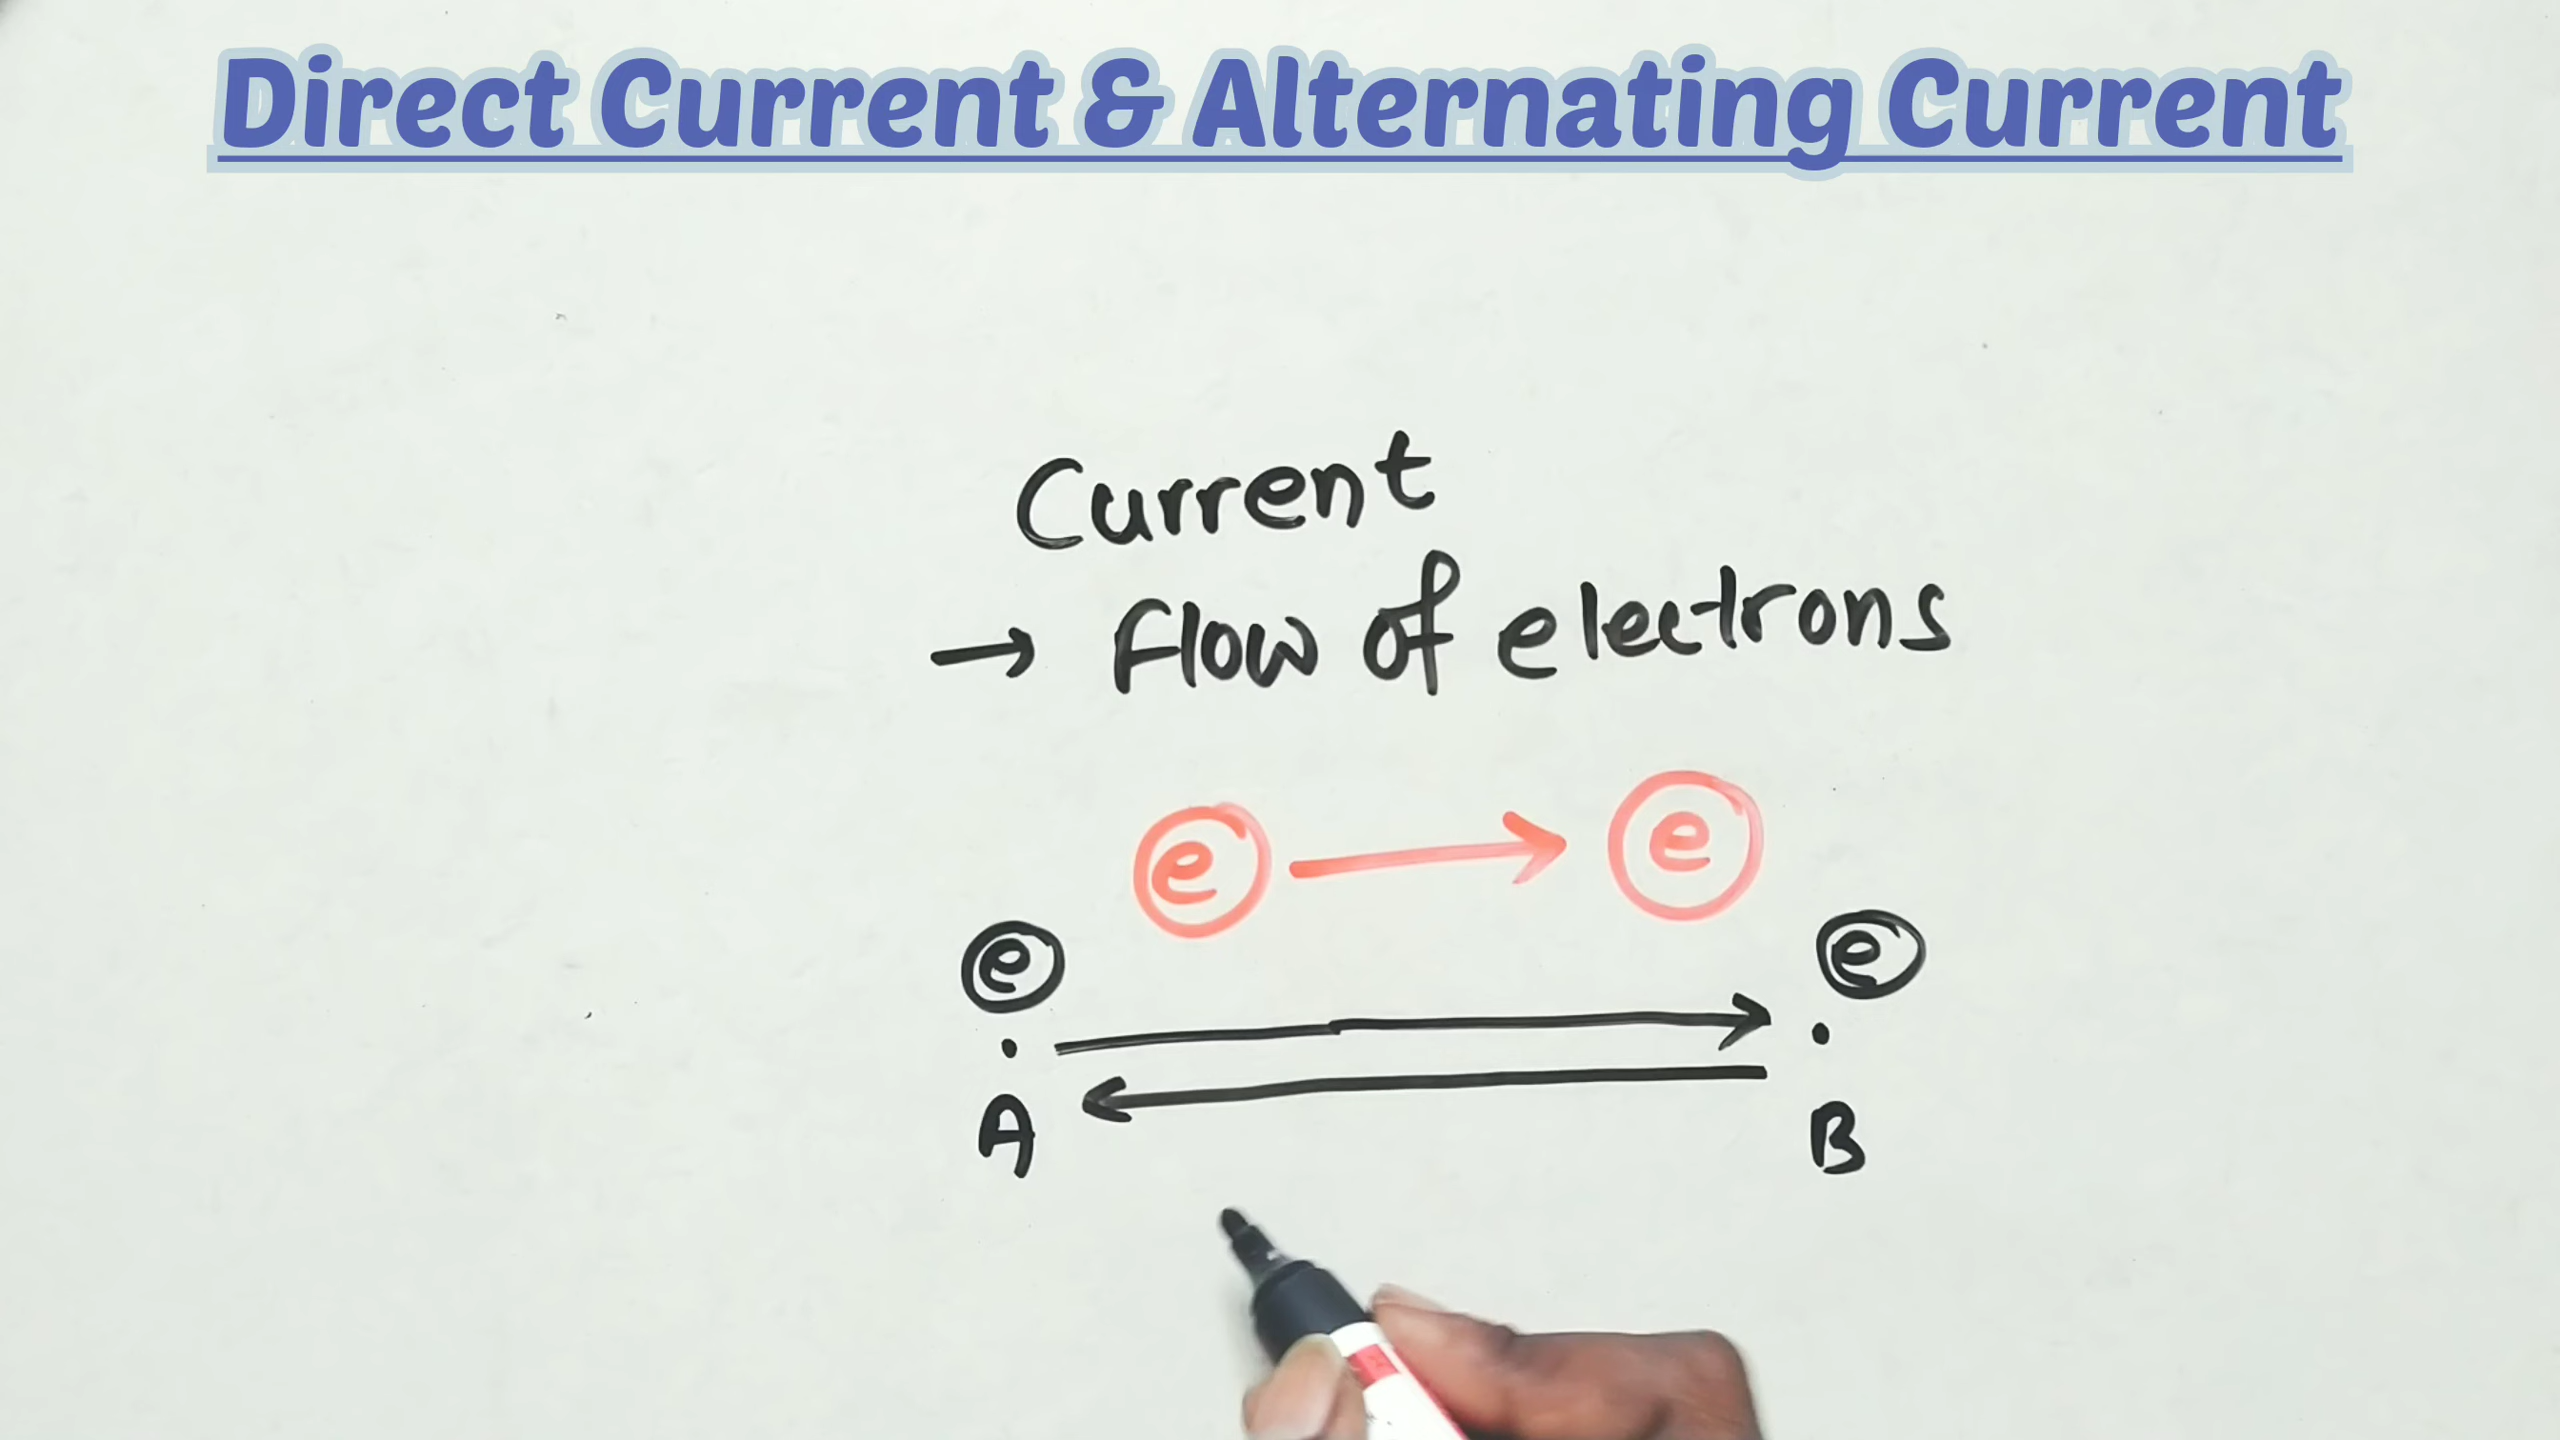 Direct Current & Alternating Current
Current
→ Flow of electrons
e → e
e e
A B